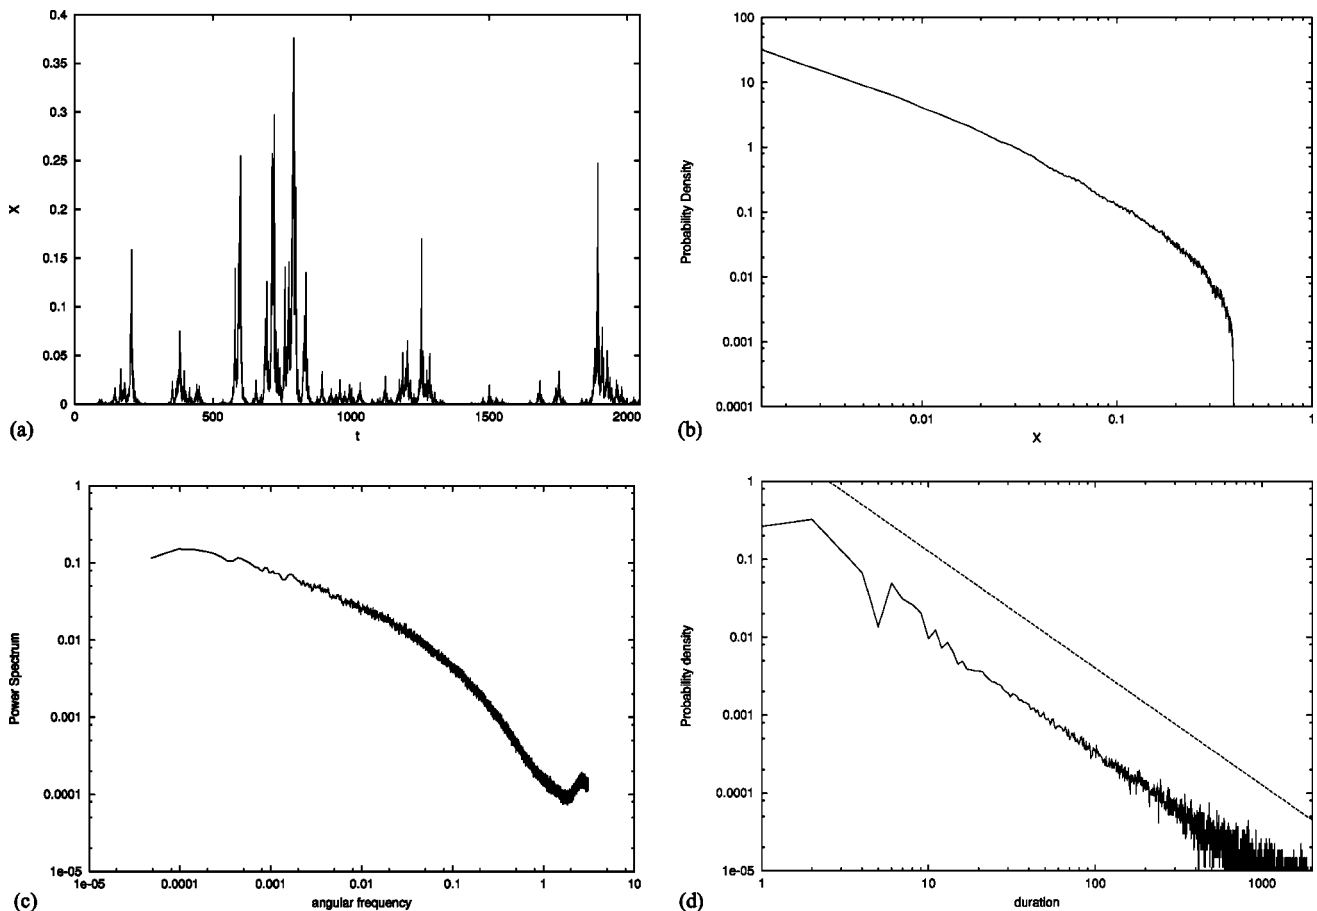 0.4
0.35
0.3
0.25
0.2
0.15
0.1
0.05
0
X
0 500 1000 1500 2000
t
(a)
100
10
1
0.1
0.01
0.001
0.0001
Probability Density
0.01 0.1 1
X
(b)
1
0.1
0.01
0.001
0.0001
1e-05
Power Spectrum
1e-05 0.0001 0.001 0.01 0.1 1 10
angular frequency
(c)
1
0.1
0.01
0.001
0.0001
1e-05
Probability density
1 10 100 1000
duration
(d)